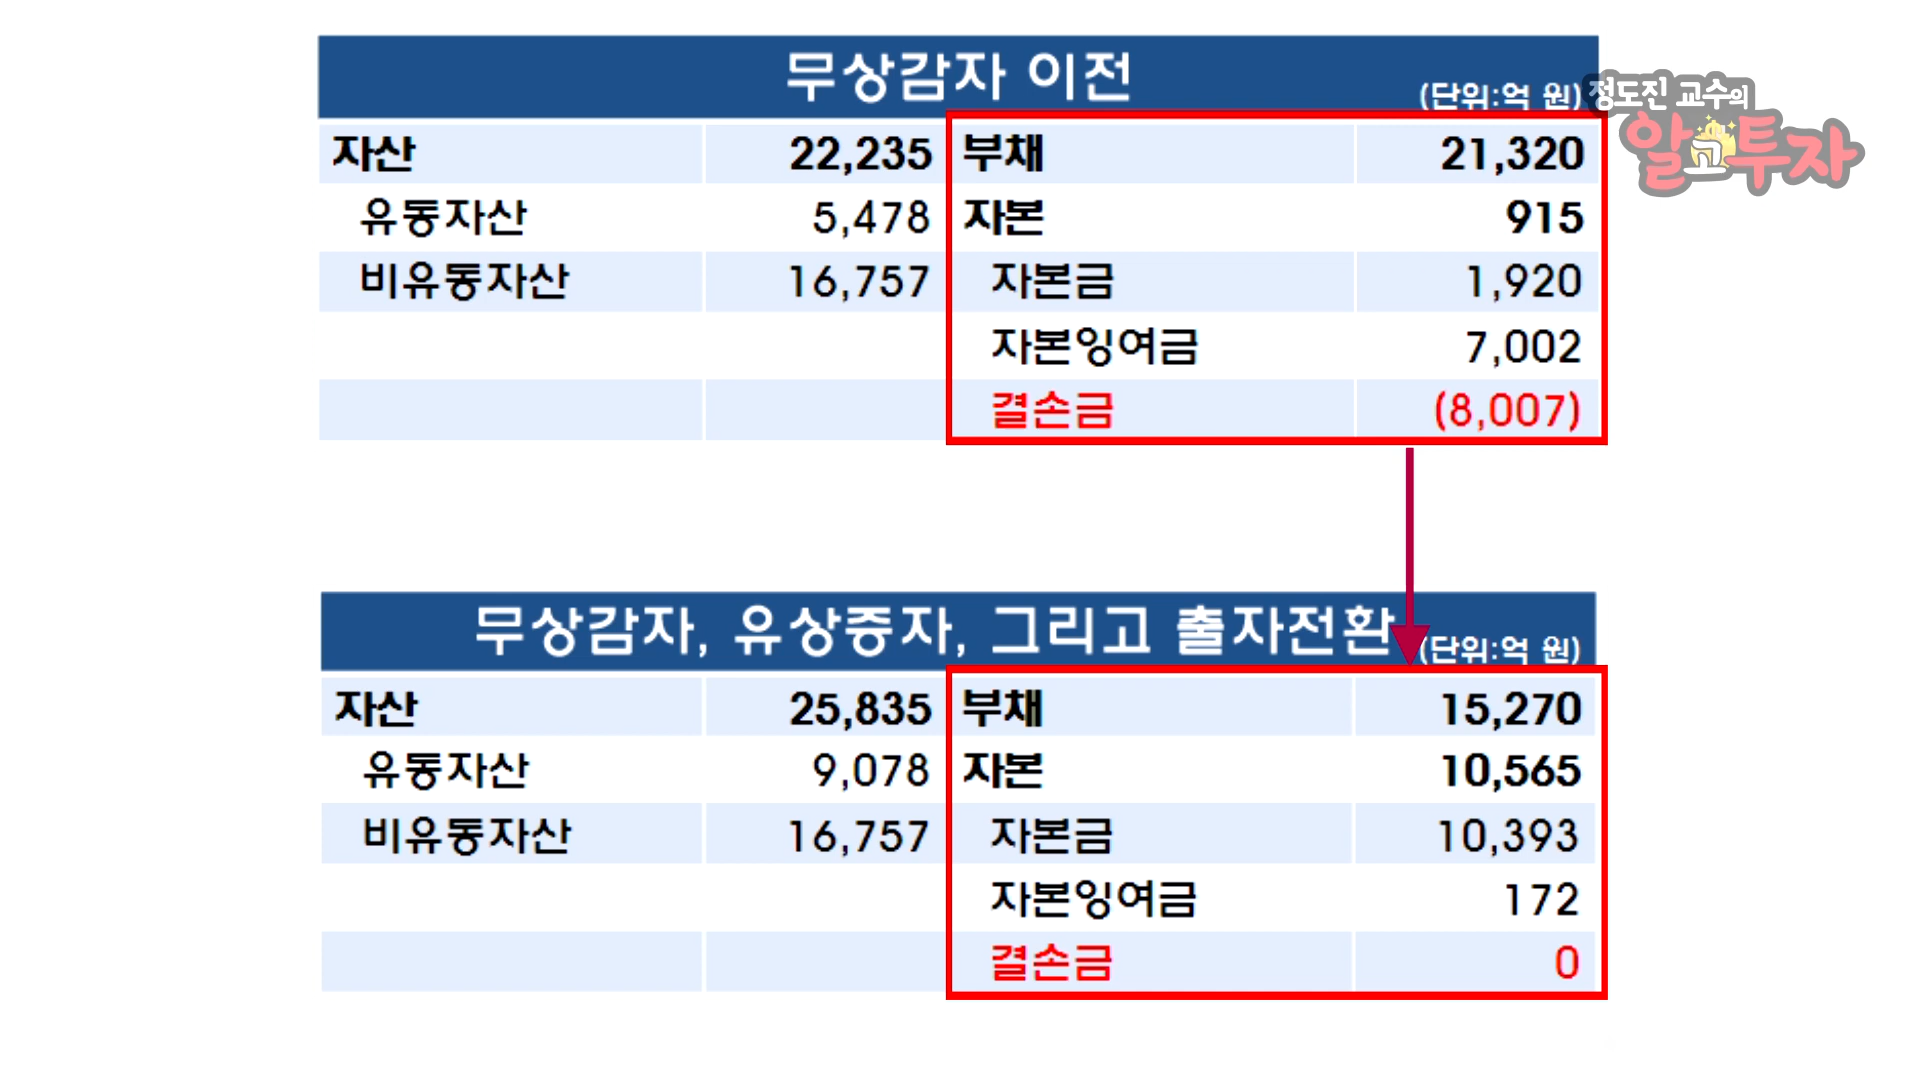 무상감자 이전
(단위:억 원)
정도진 교수의
알고투자
자산 22,235 부채 21,320
유동자산 5,478 자본 915
비유동자산 16,757 자본금 1,920
자본잉여금 7,002
결손금 (8,007)
무상감자, 유상증자, 그리고 출자전환
(단위:억 원)
자산 25,835 부채 15,270
유동자산 9,078 자본 10,565
비유동자산 16,757 자본금 10,393
자본잉여금 172
결손금 0